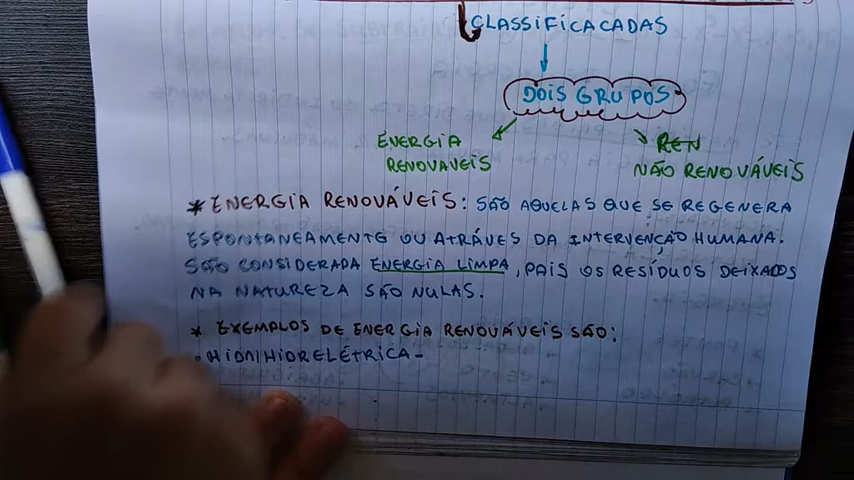 CLASSIFICACADAS
DOIS GRUPOS
ENERGIA
RENOVAVEIS
REN
NÃO RENOVÁVEIS
* ENERGIA RENOVÁVEIS: SÃO AQUELAS QUE SE REGENERA
ESPONTANEAMENTE OU ATRÁVES DA INTERVENÇÃO HUMANA.
SÃO CONSIDERADA ENERGIA LIMPA, PAIS OS RESÍDUOS DEIXADOS
NA NATUREZA SÃO NULAS.
* EXEMPLOS DE ENERGIA RENOVÁVEIS SÃO:
HIDRELÉTRICA -